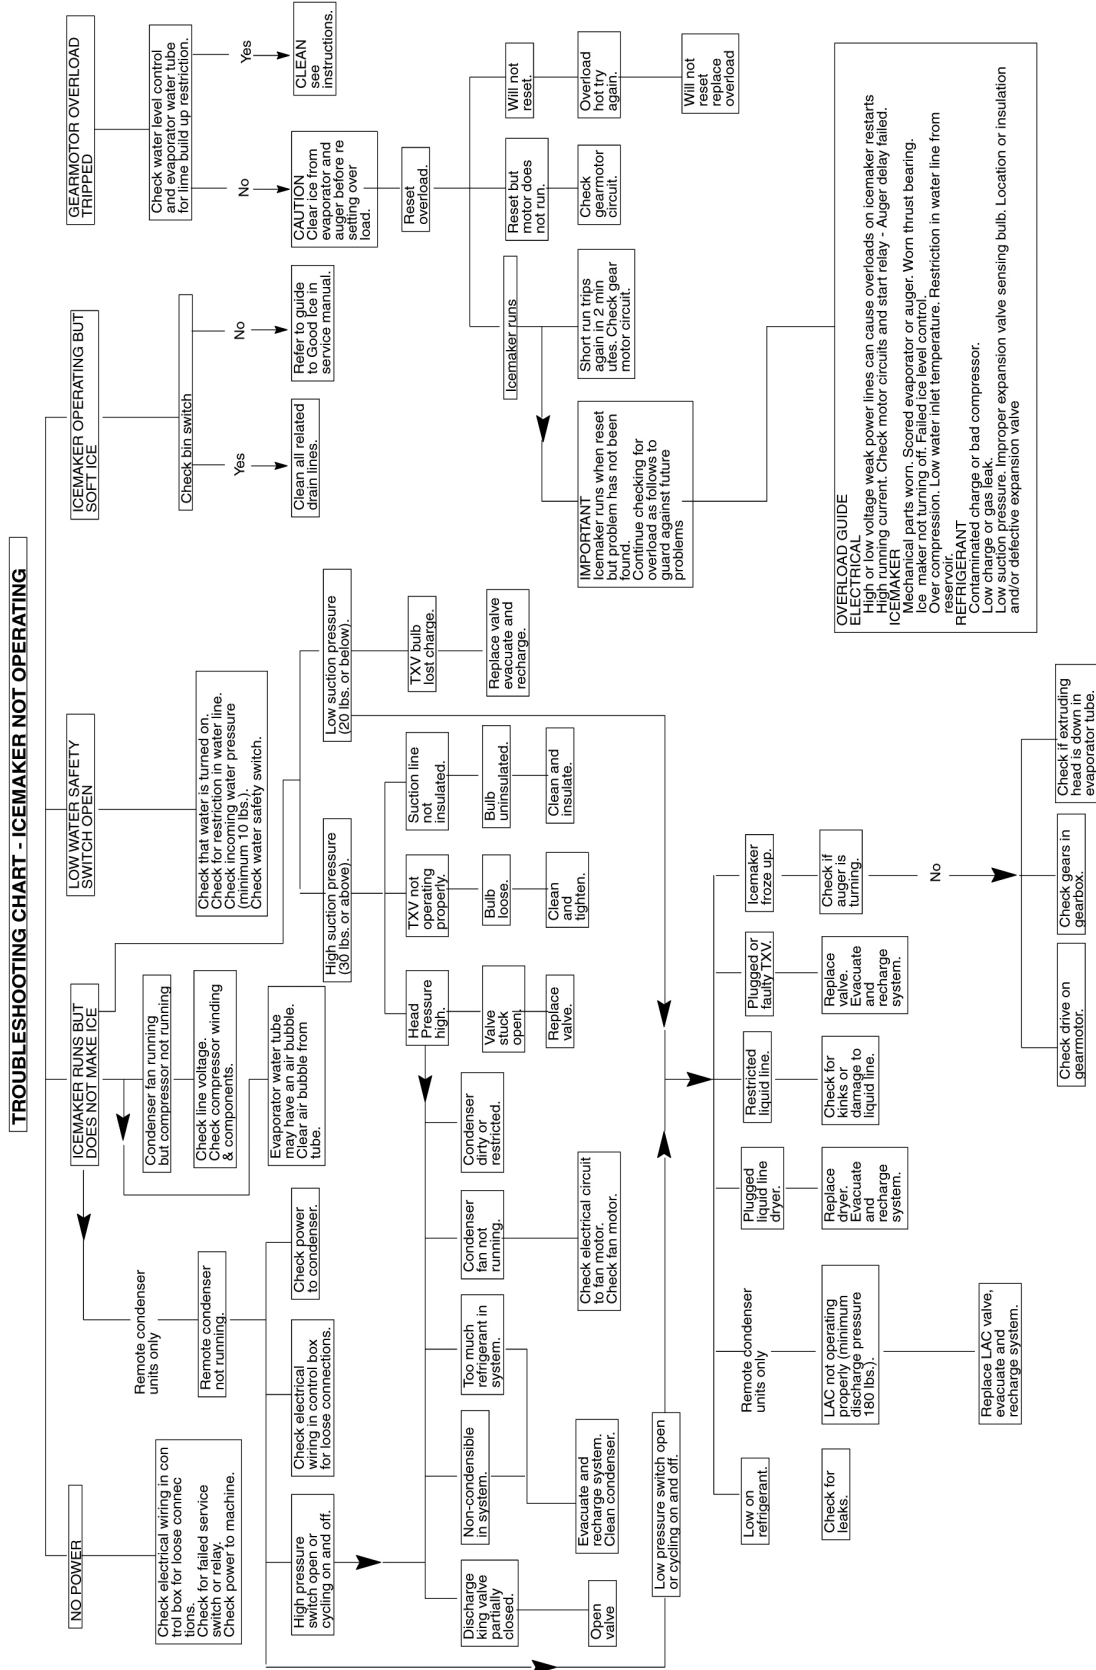 TROUBLESHOOTING CHART - ICEMAKER NOT OPERATING
NO POWER
Check electrical wiring in con
trol box for loose connec
tions.
Check for failed service
switch or relay.
Check power to machine.
ICEMAKER RUNS BUT
DOES NOT MAKE ICE
Remote condenser
units only
Remote condenser
not running.
Condenser fan running
but compressor not running
Check line voltage.
Check compressor winding
& components.
Evaporator water tube
may have an air bubble.
Clear air bubble from
tube.
High pressure
switch open or
cycling on and off.
Check electrical
wiring in control box
for loose connections.
Check power
to condenser.
Discharge
king valve
partially
closed.
Open
valve
Non-condensible
in system.
Too much
refrigerant in
system.
Evacuate and
recharge system.
Clean condenser.
Condenser
fan not
running.
Check electrical circuit
to fan motor.
Check fan motor.
Condenser
dirty or
restricted.
High suction pressure
(30 lbs. or above).
Head
Pressure
high.
Valve
stuck
open.
Replace
valve.
TXV not
operating
properly.
Bulb
loose.
Clean
and
tighten.
Suction line
not
insulated.
Bulb
uninsulated.
Clean and
insulate.
Low suction pressure
(20 lbs. or below).
TXV bulb
lost charge.
Replace valve
evacuate and
recharge.
Low pressure switch open
or cycling on and off.
Low on
refrigerant.
Check for
leaks.
Remote condenser
units only
LAC not operating
properly (minimum
discharge pressure
180 lbs.).
Replace LAC valve,
evacuate and
recharge system.
Plugged
liquid line
dryer.
Replace
dryer.
Evacuate
and
recharge
system.
Restricted
liquid line.
Check for
kinks or
damage to
liquid line.
Plugged or
faulty TXV.
Replace
valve.
Evacuate
and
recharge
system.
Icemaker
froze up.
Check if
auger is
turning.
No
Check drive on
gearmotor.
Check gears in
gearbox.
Check if extruding
head is down in
evaporator tube.
LOW WATER SAFETY
SWITCH OPEN
Check that water is turned on.
Check for restriction in water line.
Check incoming water pressure
(minimum 10 lbs.).
Check water safety switch.
ICEMAKER OPERATING BUT
SOFT ICE
Check bin switch
Yes
No
Clean all related
drain lines.
Refer to guide
to Good Ice in
service manual.
GEARMOTOR OVERLOAD
TRIPPED
Check water level control
and evaporator water tube
for lime build up restriction.
No
Yes
CAUTION
Clear ice from
evaporator and
auger before re
setting over
load.
CLEAN
see
instructions.
Reset
overload.
Icemaker runs
Reset but
motor does
not run.
Will not
reset.
Short run trips
again in 2 min
utes. Check gear
motor circuit.
Check
gearmotor
circuit.
Overload
hot try
again.
Will not
reset
replace
overload
IMPORTANT
Icemaker runs when reset
but problem has not been
found.
Continue checking for
overload as follows to
guard against future
problems
OVERLOAD GUIDE
ELECTRICAL
High or low voltage weak power lines can cause overloads on icemaker restarts
High running current. Check motor circuits and start relay - Auger delay failed.
ICEMAKER
Mechanical parts worn. Scored evaporator or auger. Worn thrust bearing.
Ice maker not turning off. Failed ice level control.
Over compression. Low water inlet temperature. Restriction in water line from
reservoir.
REFRIGERANT
Contaminated charge or bad compressor.
Low charge or gas leak.
Low suction pressure. Improper expansion valve sensing bulb. Location or insulation
and/or defective expansion valve